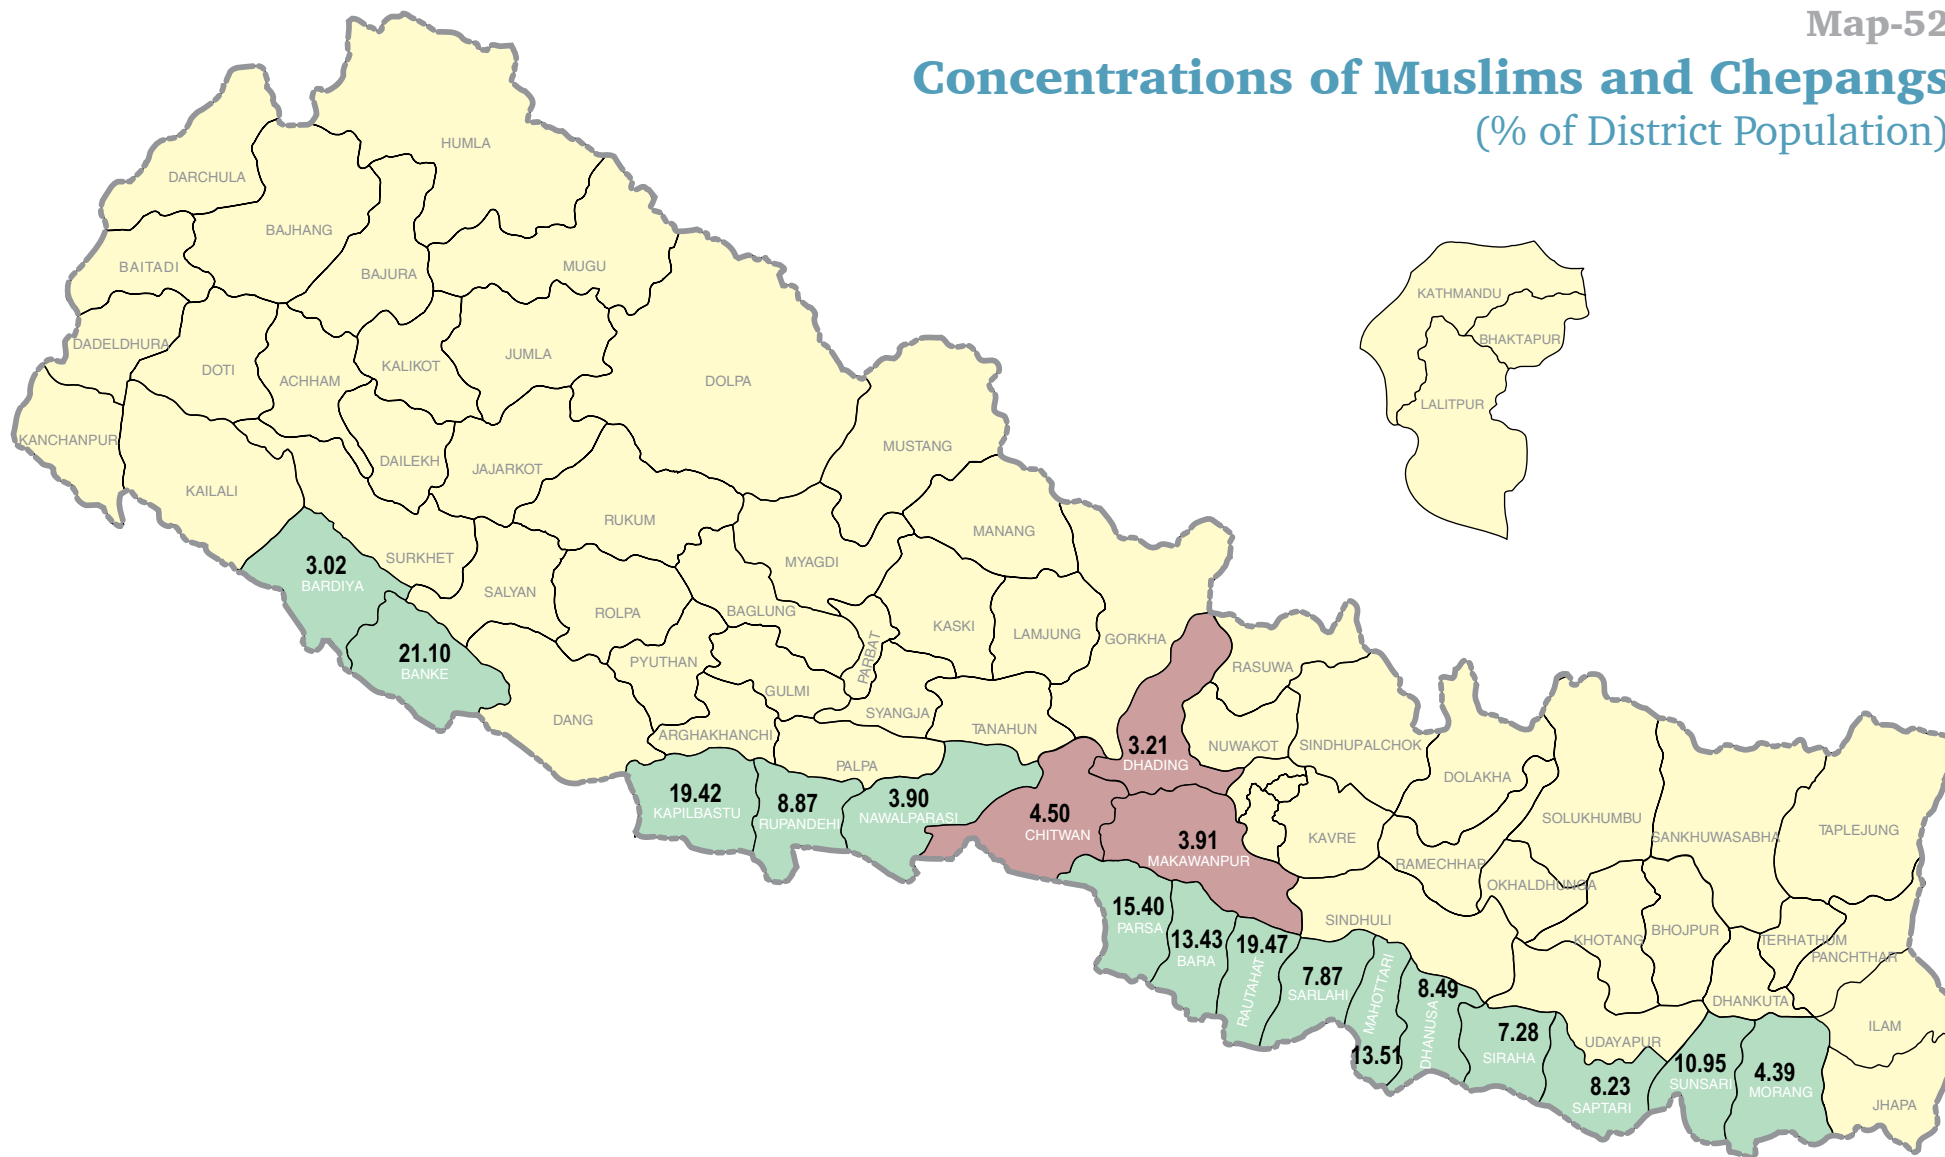 Map-52
Concentrations of Muslims and Chepangs
(% of District Population)
HUMLA
DARCHULA
BAJHANG
BAITADI
BAJURA
MUGU
KATHMANDU
BHAKTAPUR
LALITPUR
DADELDHURA
DOTI
ACHHAM
KALIKOT
JUMLA
DOLPA
KANCHANPUR
MUSTANG
DAILEKH
JAJARKOT
KAILALI
RUKUM
MANANG
SURKHET
MYAGDI
3.02
BARDIYA
SALYAN
ROLPA
BAGLUNG
KASKI
LAMJUNG
GORKHA
PARBAT
21.10
BANKE
PYUTHAN
RASUWA
GULMI
SYANGJA
DANG
ARGHAKHANCHI
TANAHUN
3.21
DHADING
NUWAKOT
SINDHUPALCHOK
PALPA
DOLAKHA
19.42
KAPILBASTU
8.87
RUPANDEHI
3.90
NAWALPARASI
4.50
CHITWAN
3.91
MAKAWANPUR
KAVRE
SOLUKHUMBU
SANKHUWASABHA
TAPLEJUNG
RAMECHHAP
OKHALDHUNGA
15.40
PARSA
13.43
BARA
19.47
RAUTAHAT
SINDHULI
KHOTANG
BHOJPUR
TERHATHUM
PANCHTHAR
7.87
SARLAHI
MAHOTTARI
13.51
8.49
DHANUSA
DHANKUTA
7.28
SIRAHA
UDAYAPUR
ILAM
8.23
SAPTARI
10.95
SUNSARI
4.39
MORANG
JHAPA